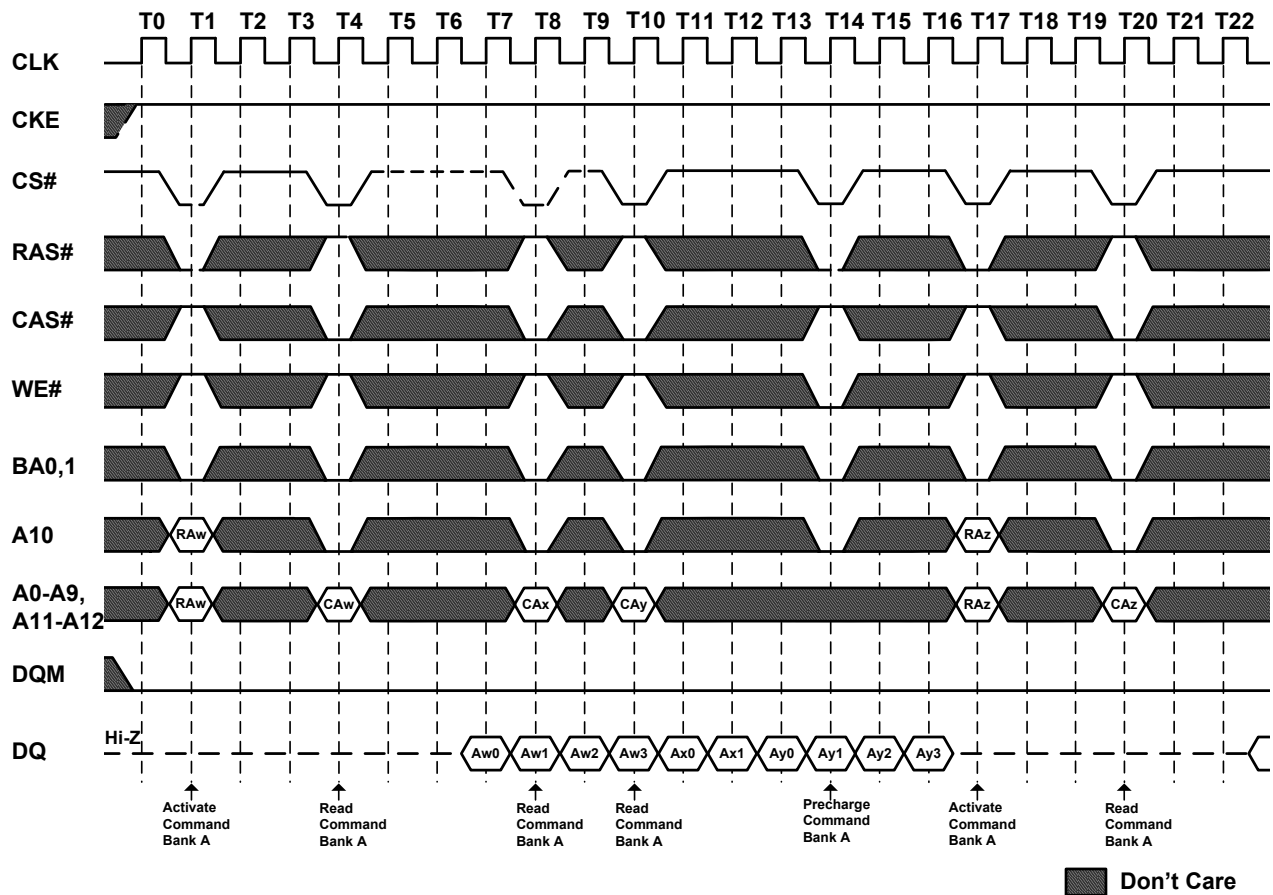 T0 T1 T2 T3 T4 T5 T6 T7 T8 T9 T10 T11 T12 T13 T14 T15 T16 T17 T18 T19 T20 T21 T22
CLK
CKE
CS#
RAS#
CAS#
WE#
BA0,1
A10
RAw RAz
A0-A9,
A11-A12
RAw CAw CAx CAy RAz CAz
DQM
DQ
Hi-Z
Aw0 Aw1 Aw2 Aw3 Ax0 Ax1 Ay0 Ay1 Ay2 Ay3
Activate
Command
Bank A
Read
Command
Bank A
Read
Command
Bank A
Read
Command
Bank A
Precharge
Command
Bank A
Activate
Command
Bank A
Read
Command
Bank A
Don't Care